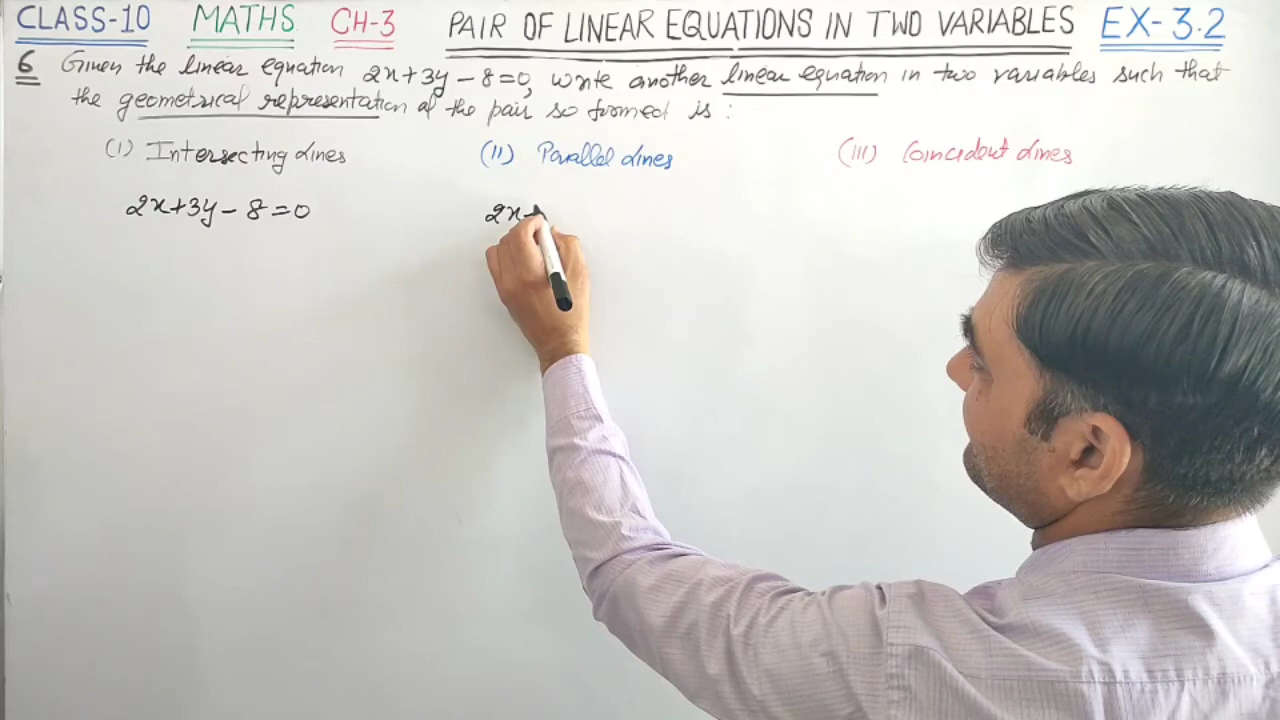 CLASS-10 MATHS CH-3 PAIR OF LINEAR EQUATIONS IN TWO VARIABLES EX-3.2
6 Given the linear equation 2x+3y-8=0, write another linear equation in two variables such that
the geometrical representation of the pair so formed is :
(I) Intersecting Lines (II) Parallel Lines (III) Coincident Lines
2x+3y-8=0 2x+